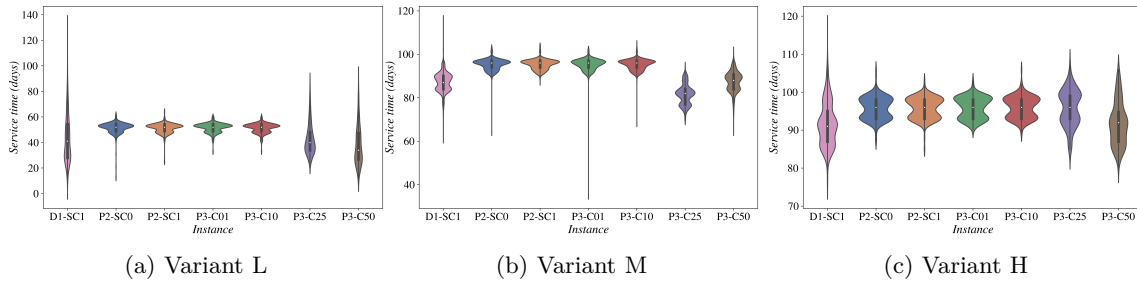 Service time (days)
140
120
100
80
60
40
20
0
D1-SC1 P2-SC0 P2-SC1 P3-C01 P3-C10 P3-C25 P3-C50
Instance
(a) Variant L
Service time (days)
120
100
80
60
40
D1-SC1 P2-SC0 P2-SC1 P3-C01 P3-C10 P3-C25 P3-C50
Instance
(b) Variant M
Service time (days)
120
110
100
90
80
70
D1-SC1 P2-SC0 P2-SC1 P3-C01 P3-C10 P3-C25 P3-C50
Instance
(c) Variant H